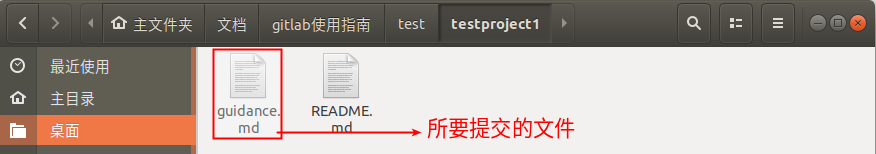 主文件夹 文档 gitlab使用指南 test testproject1
最近使用
主目录
桌面
guidance.
md
README.
md
所要提交的文件